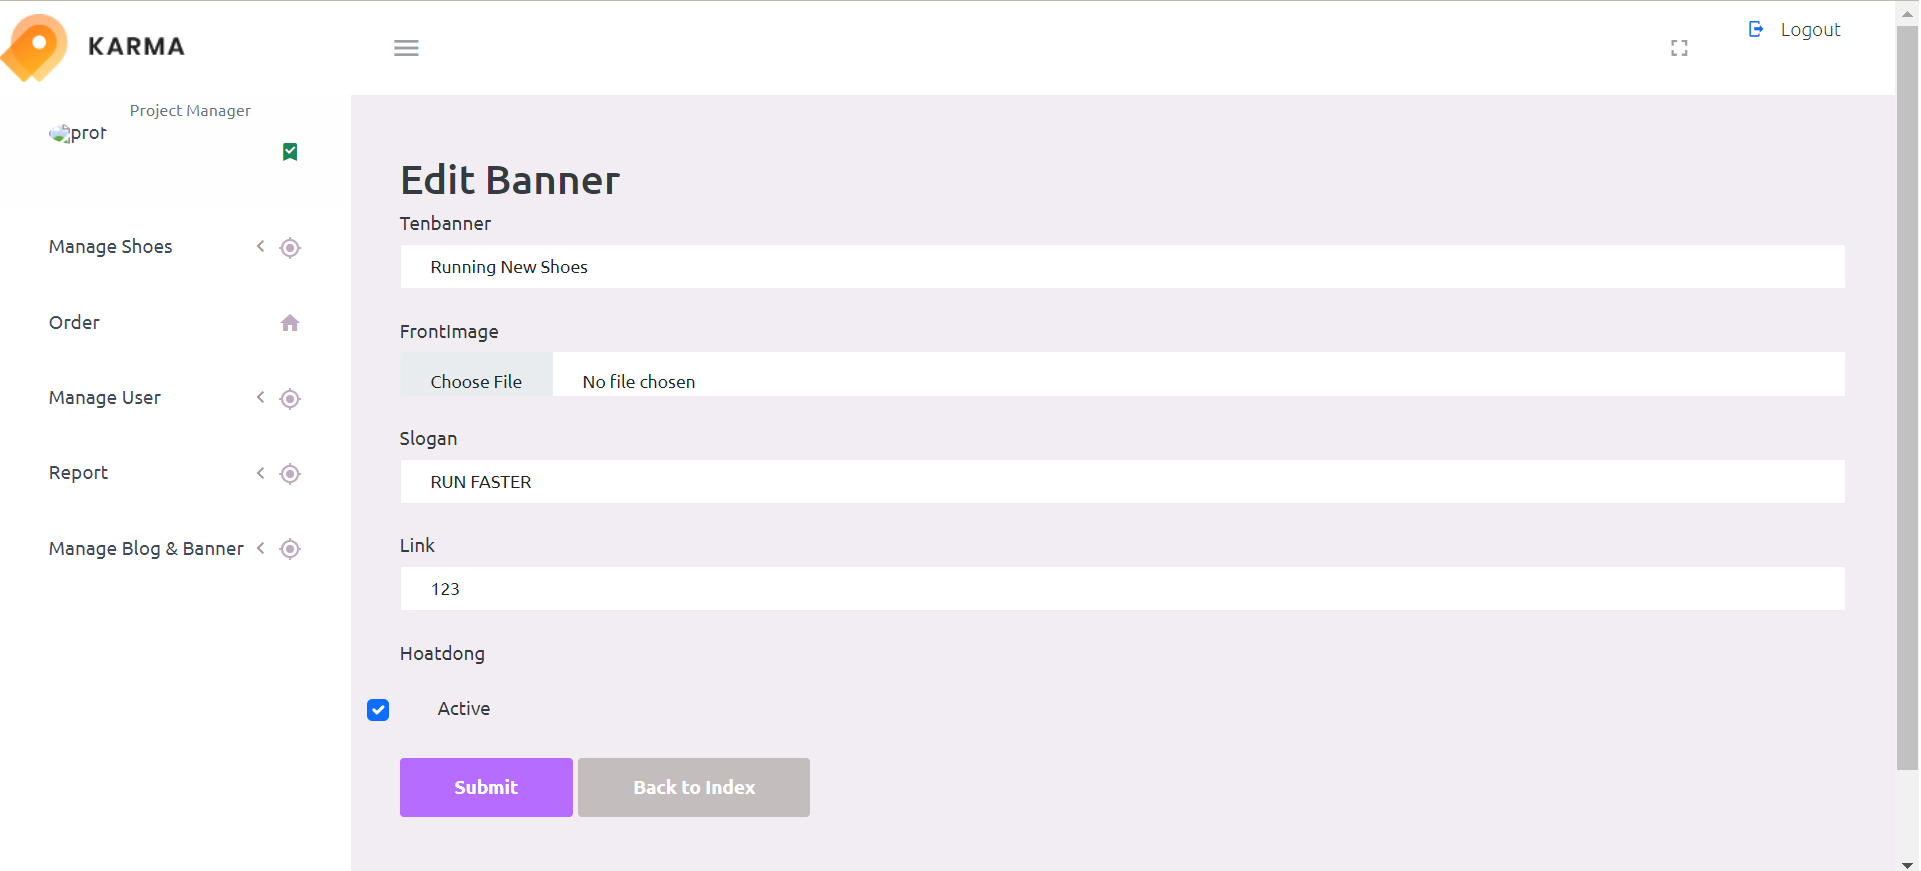 KARMA
Logout
Project Manager
prof
Manage Shoes
Order
Manage User
Report
Manage Blog & Banner
Edit Banner
Tenbanner
Running New Shoes
FrontImage
Choose File No file chosen
Slogan
RUN FASTER
Link
123
Hoatdong
Active
Submit Back to Index